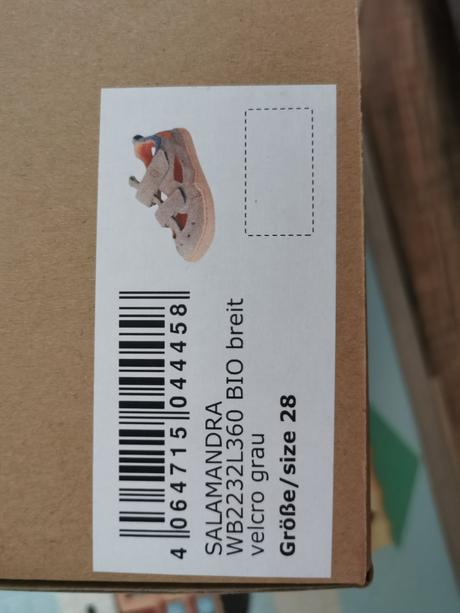 4 064715 044458
SALAMANDRA
WB2232L360 BIO breit
velcro grau
Größe/size 28